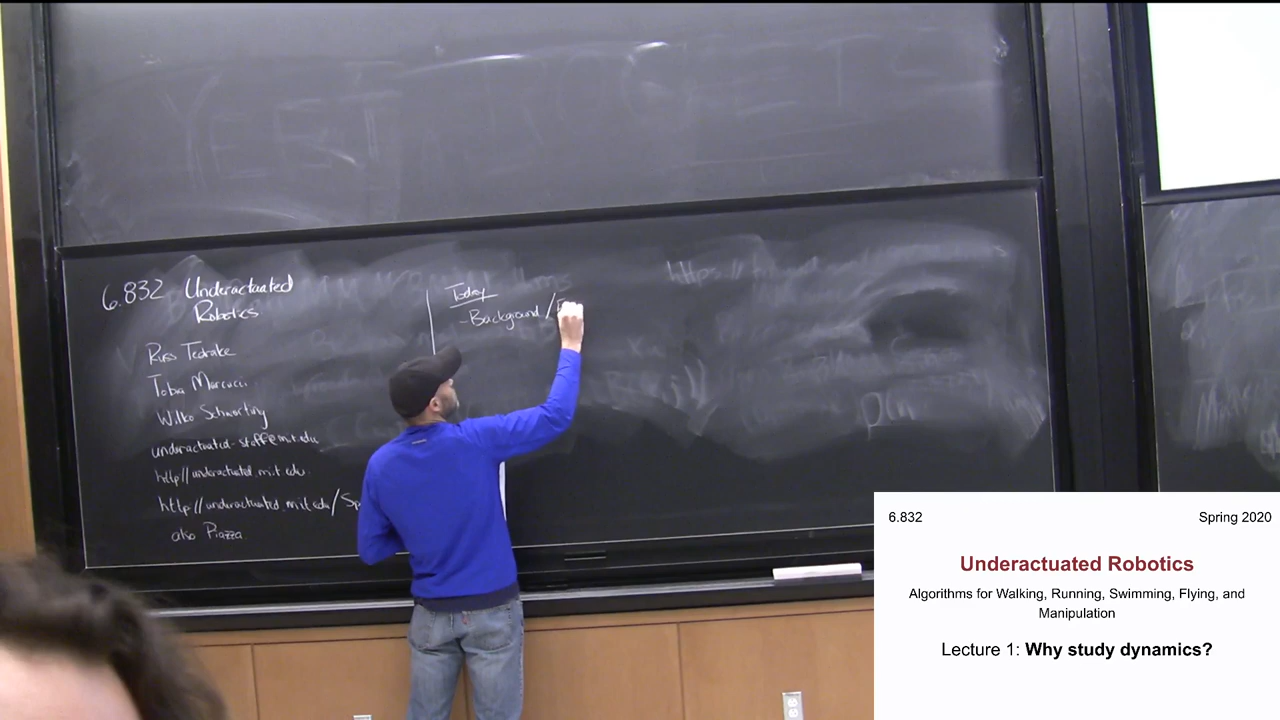 6.832 Underactuated
Robotics
Russ Tedrake
Tobia Marcucci
Wilko Schwarting
underactuated-staff@mit.edu
http://underactuated.mit.edu
http://underactuated.mit.edu/Sp
also Piazza
Today
- Background /
https://
6.832 Spring 2020
Underactuated Robotics
Algorithms for Walking, Running, Swimming, Flying, and
Manipulation
Lecture 1: Why study dynamics?